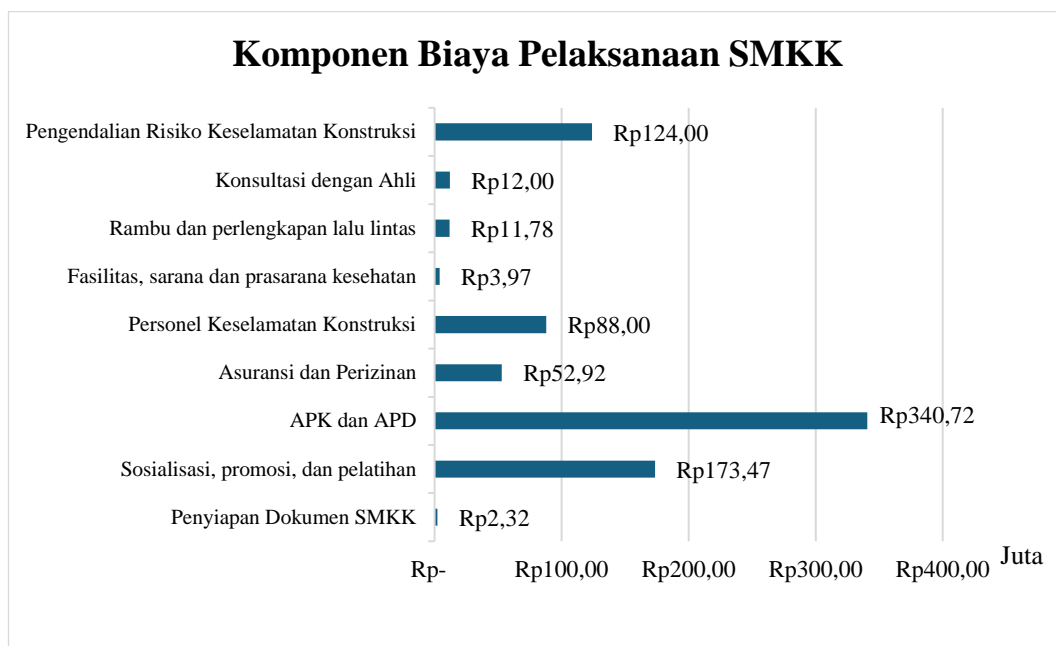 Komponen Biaya Pelaksanaan SMKK
Pengendalian Risiko Keselamatan Konstruksi Rp124,00
Konsultasi dengan Ahli Rp12,00
Rambu dan perlengkapan lalu lintas Rp11,78
Fasilitas, sarana dan prasarana kesehatan Rp3,97
Personel Keselamatan Konstruksi Rp88,00
Asuransi dan Perizinan Rp52,92
APK dan APD Rp340,72
Sosialisasi, promosi, dan pelatihan Rp173,47
Penyiapan Dokumen SMKK Rp2,32
Rp- Rp100,00 Rp200,00 Rp300,00 Rp400,00 Juta